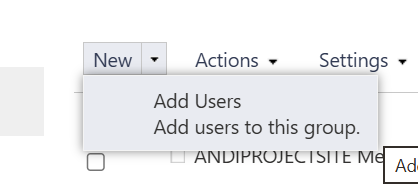 New Actions Settings
Add Users
Add users to this group.
ANDIPROJECTSITE Me
Ad